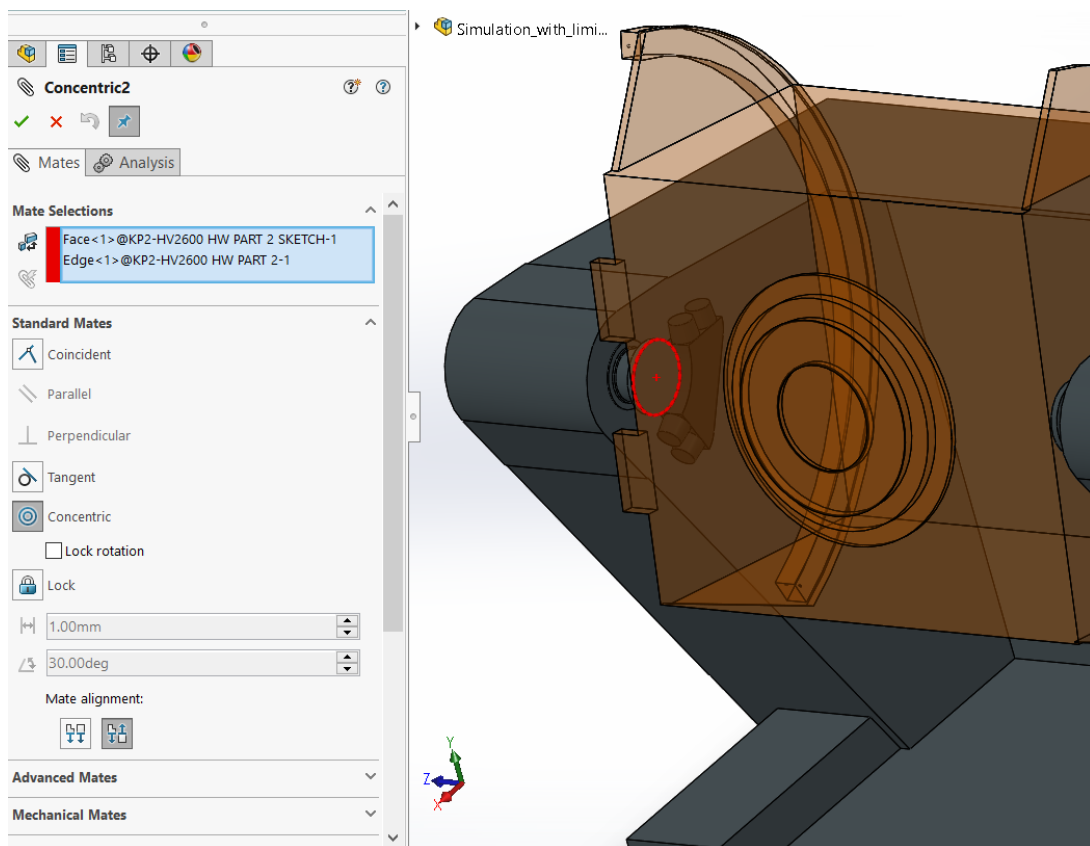 Simulation_with_limi...
Concentric2
Mates
Analysis
Mate Selections
Face<1>@KP2-HV2600 HW PART 2 SKETCH-1
Edge<1>@KP2-HV2600 HW PART 2-1
Standard Mates
Coincident
Parallel
Perpendicular
Tangent
Concentric
Lock rotation
Lock
1.00mm
30.00deg
Mate alignment:
Advanced Mates
Mechanical Mates
Y
Z
X